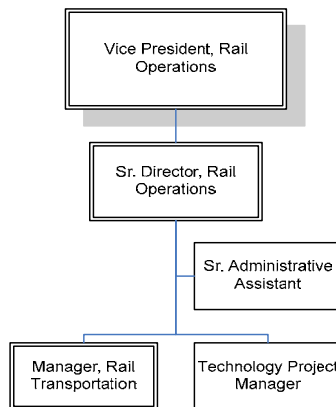 Vice President, Rail
Operations
Sr. Director, Rail
Operations
Sr. Administrative
Assistant
Manager, Rail
Transportation
Technology Project
Manager